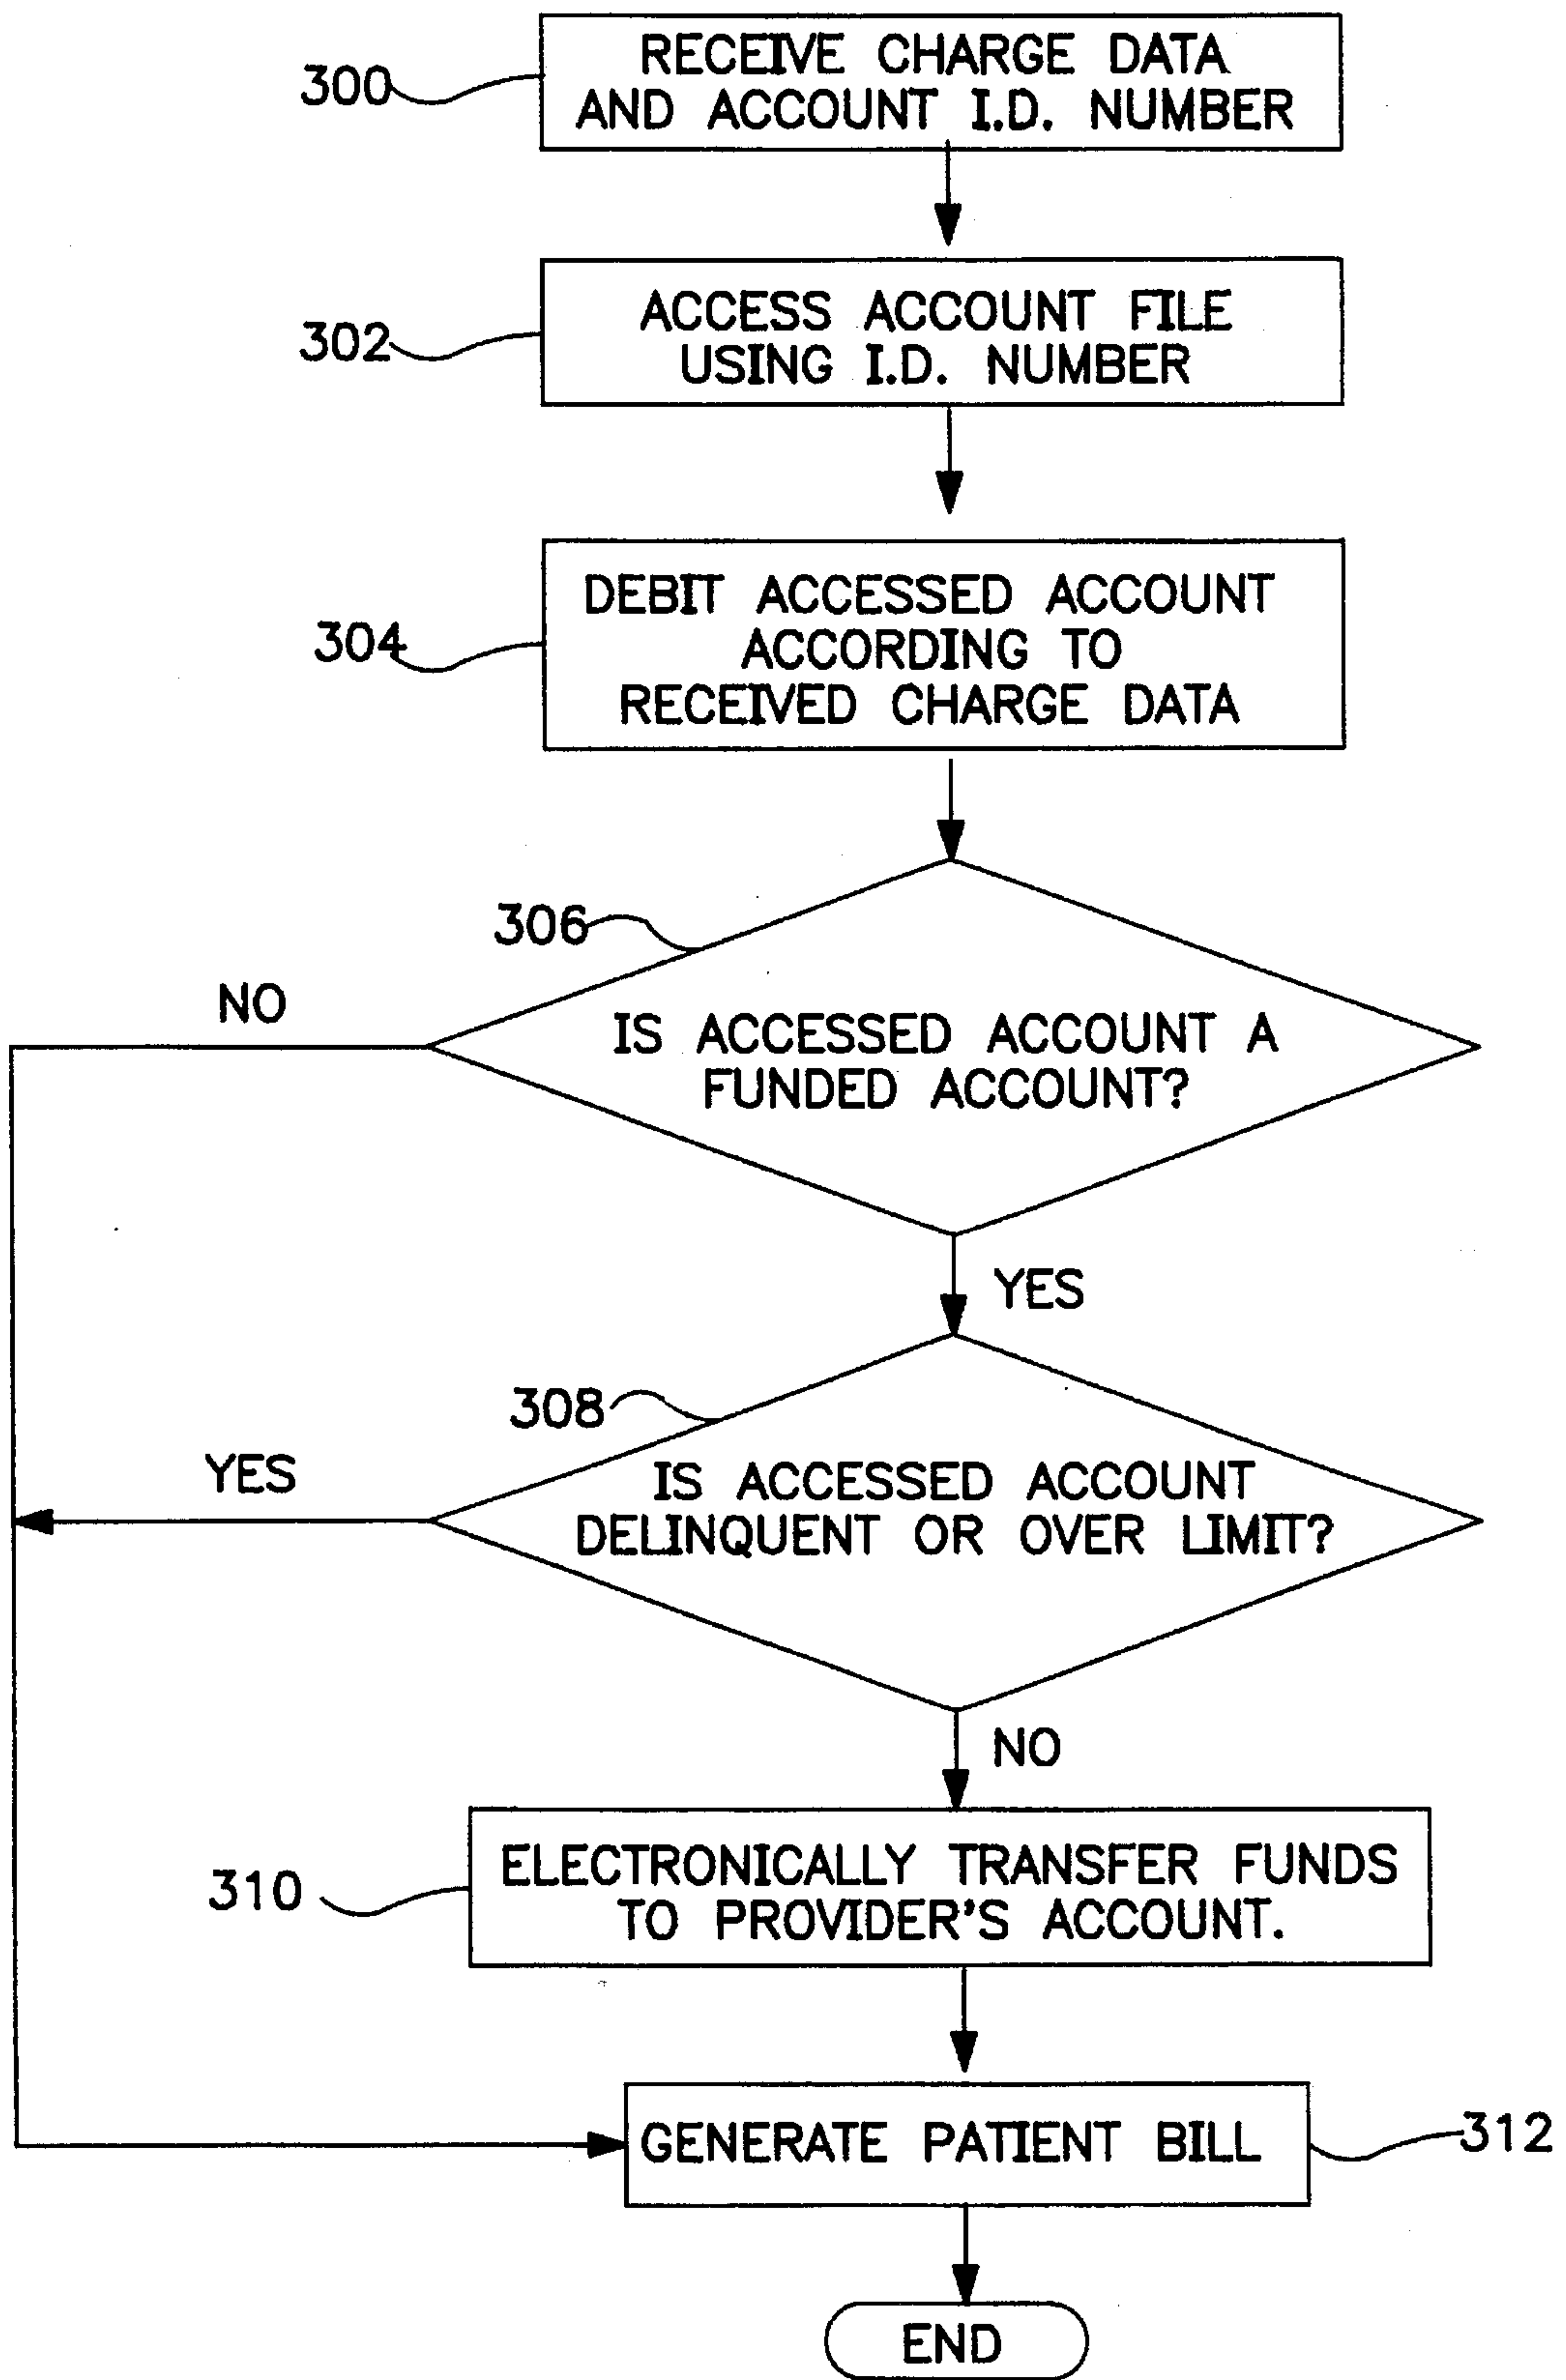 RECEIVE CHARGE DATA
AND ACCOUNT I.D. NUMBER
300
ACCESS ACCOUNT FILE
USING I.D. NUMBER
302
DEBIT ACCESSED ACCOUNT
ACCORDING TO
RECEIVED CHARGE DATA
304
306
NO
IS ACCESSED ACCOUNT A
FUNDED ACCOUNT?
YES
308
YES
IS ACCESSED ACCOUNT
DELINQUENT OR OVER LIMIT?
NO
310
ELECTRONICALLY TRANSFER FUNDS
TO PROVIDER'S ACCOUNT.
GENERATE PATIENT BILL
312
END